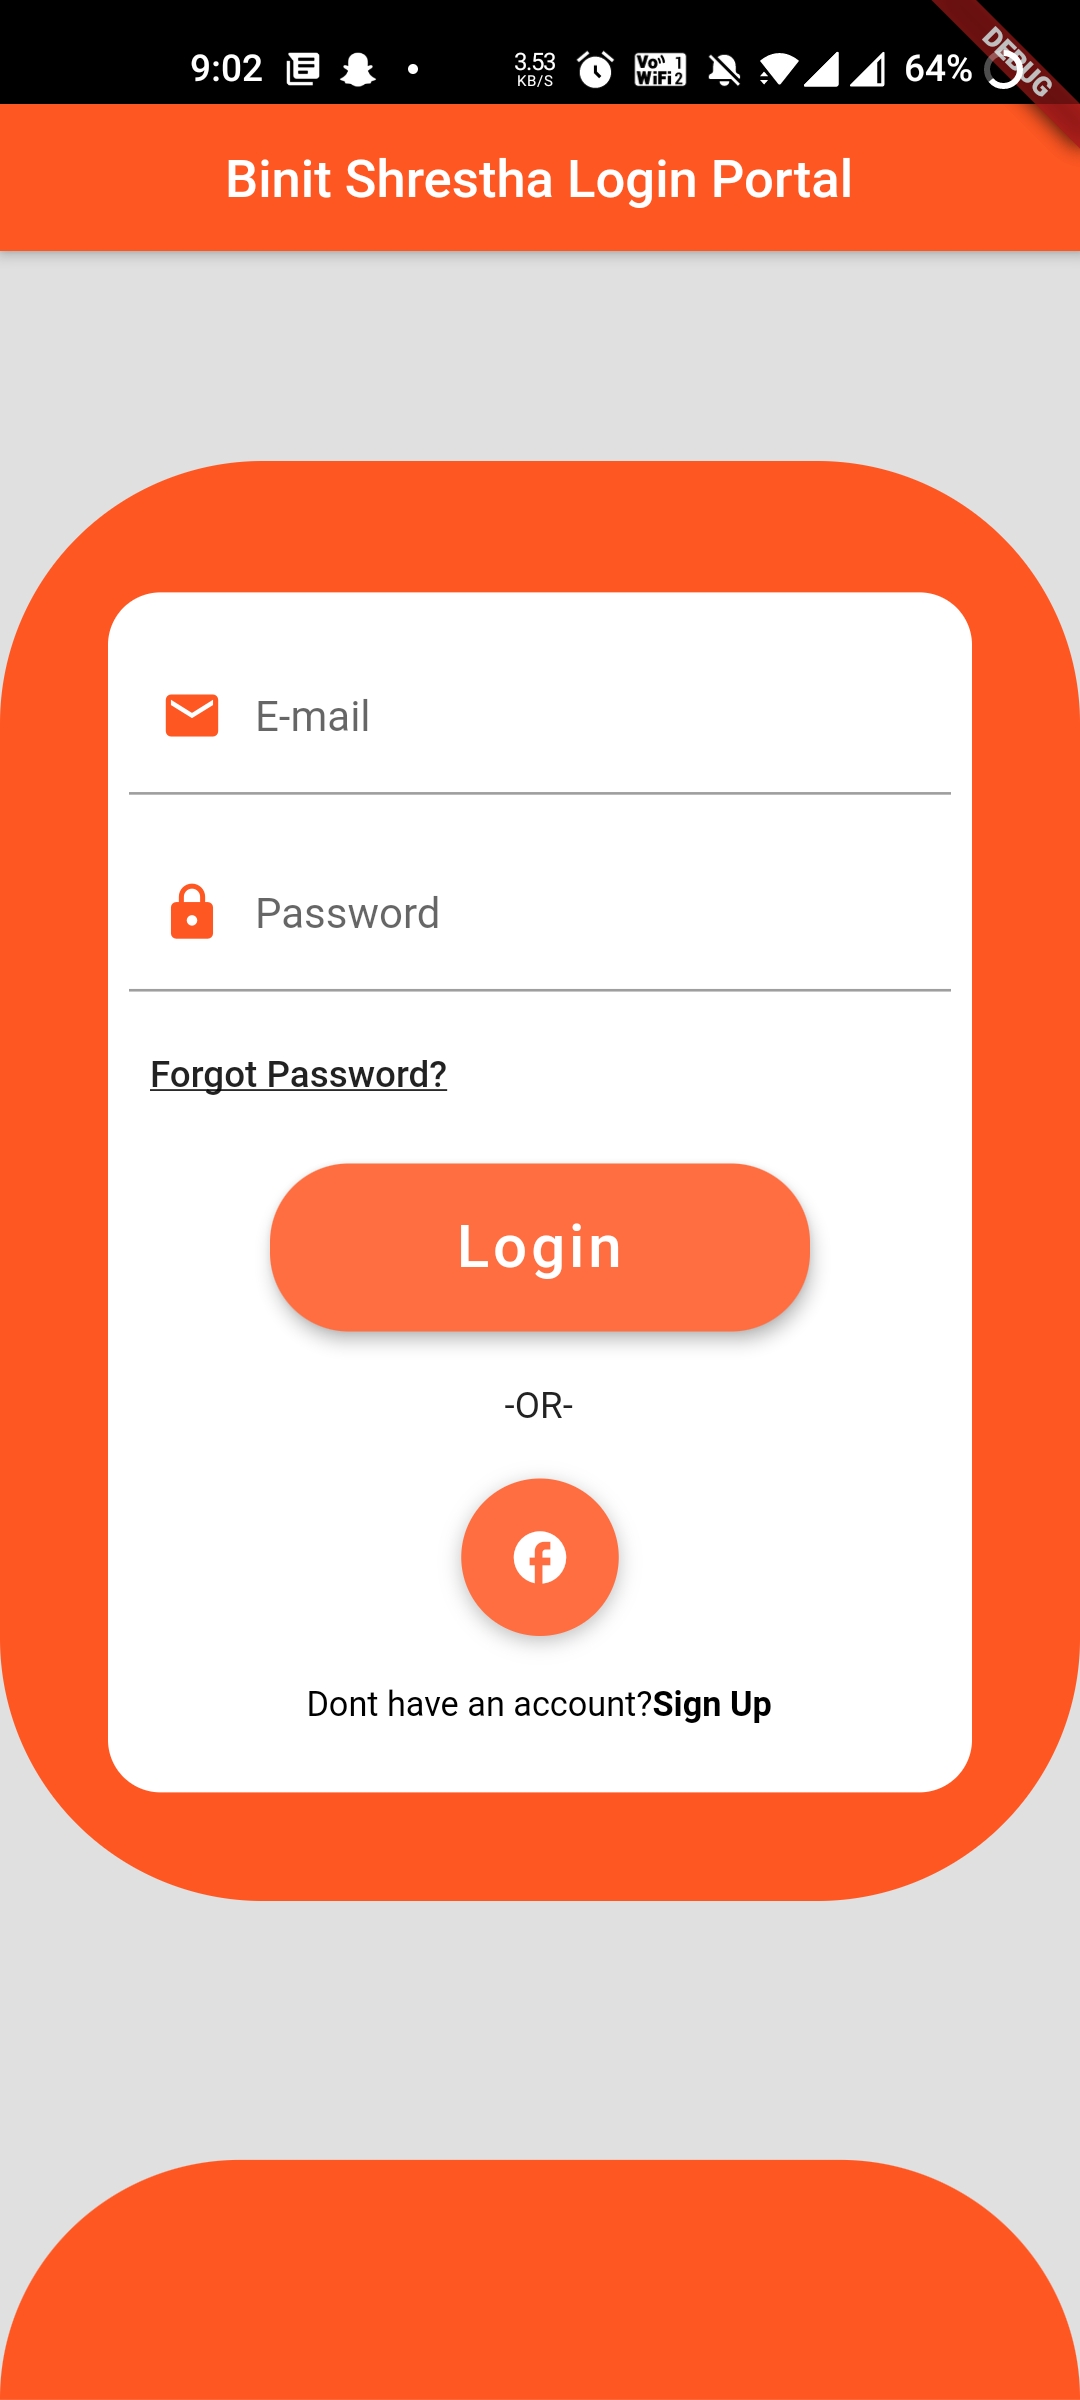 9:02 3.53 KB/S Vo 1 WiFi 2 64%
DEBUG
Binit Shrestha Login Portal
E-mail
Password
Forgot Password?
Login
-OR-
Dont have an account?Sign Up